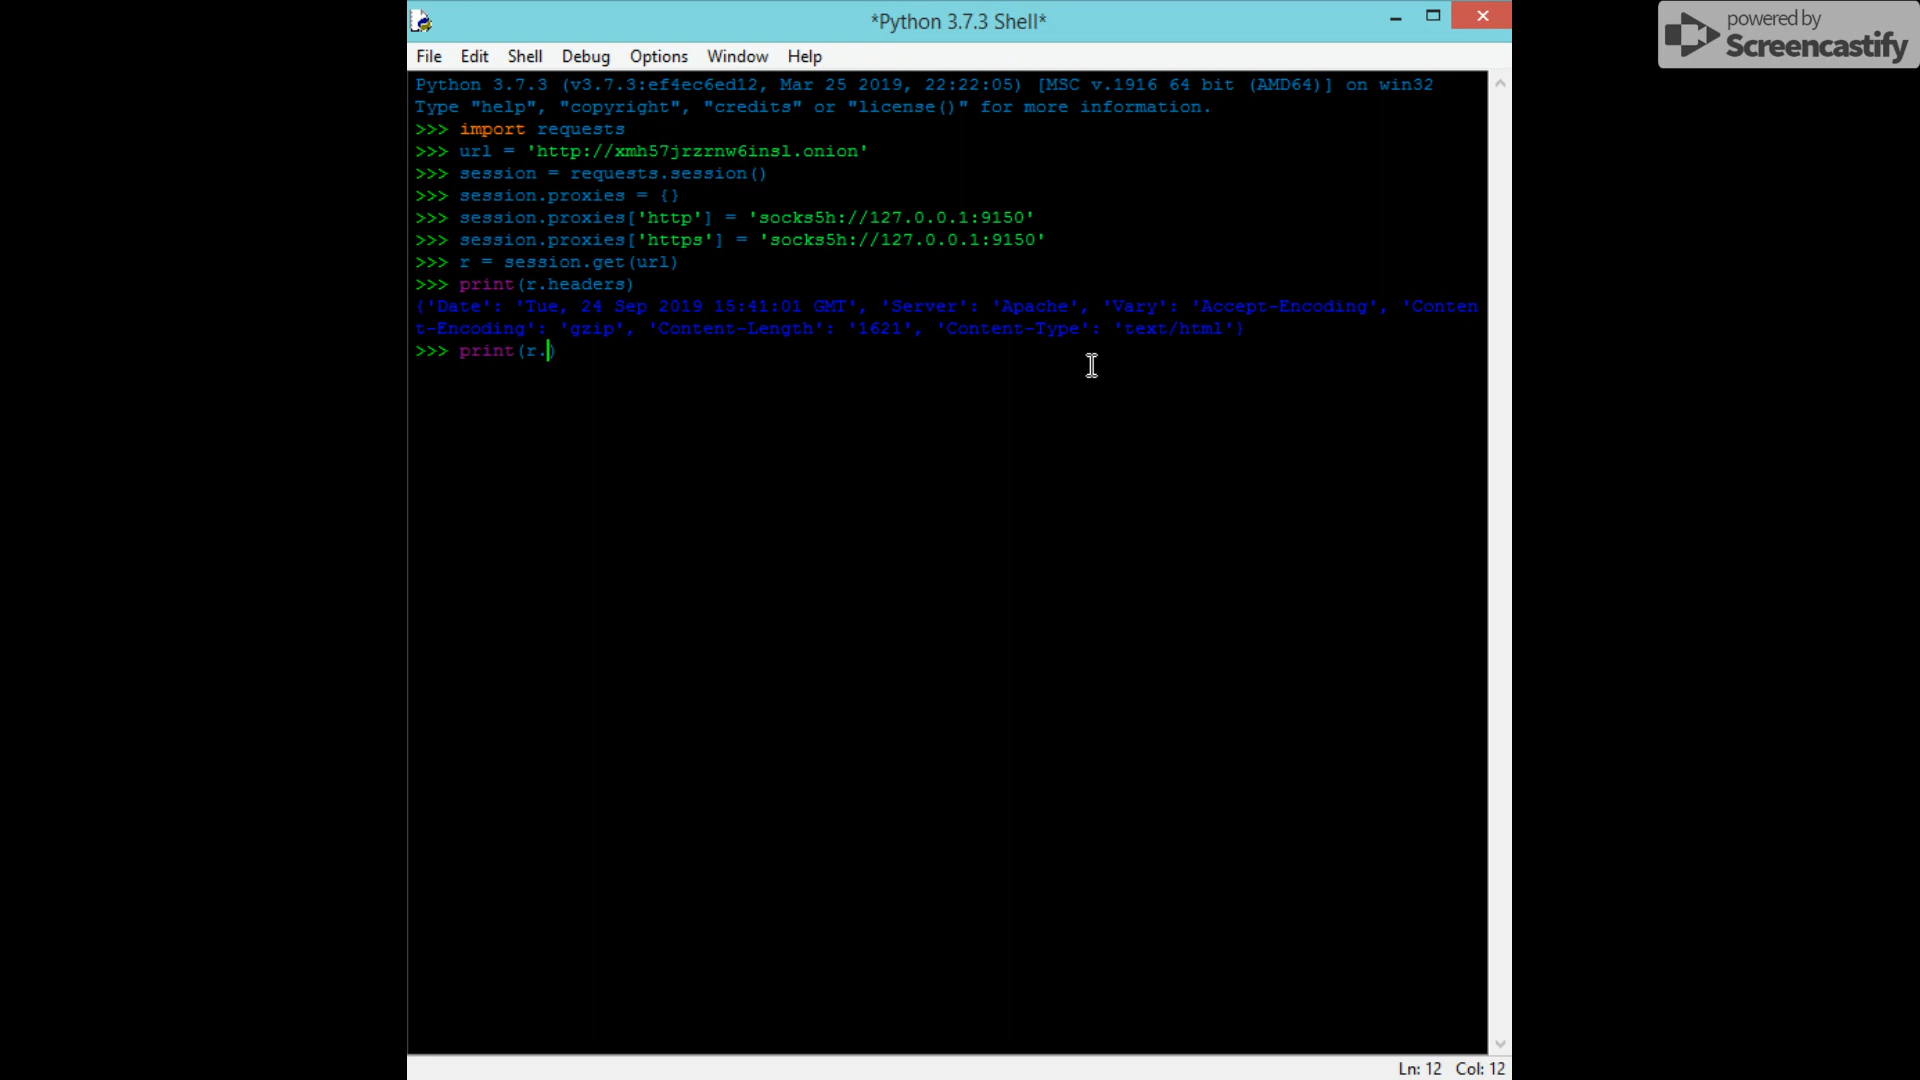 *Python 3.7.3 Shell*
powered by
Screencastify
File Edit Shell Debug Options Window Help
Python 3.7.3 (v3.7.3:ef4ec6ed12, Mar 25 2019, 22:22:05) [MSC v.1916 64 bit (AMD64)] on win32
Type "help", "copyright", "credits" or "license()" for more information.
>>> import requests
>>> url = 'http://xmh57jrzrnw6insl.onion'
>>> session = requests.session()
>>> session.proxies = {}
>>> session.proxies['http'] = 'socks5h://127.0.0.1:9150'
>>> session.proxies['https'] = 'socks5h://127.0.0.1:9150'
>>> r = session.get(url)
>>> print(r.headers)
{'Date': 'Tue, 24 Sep 2019 15:41:01 GMT', 'Server': 'Apache', 'Vary': 'Accept-Encoding', 'Conten
t-Encoding': 'gzip', 'Content-Length': '1621', 'Content-Type': 'text/html'}
>>> print(r.)
Ln: 12 Col: 12